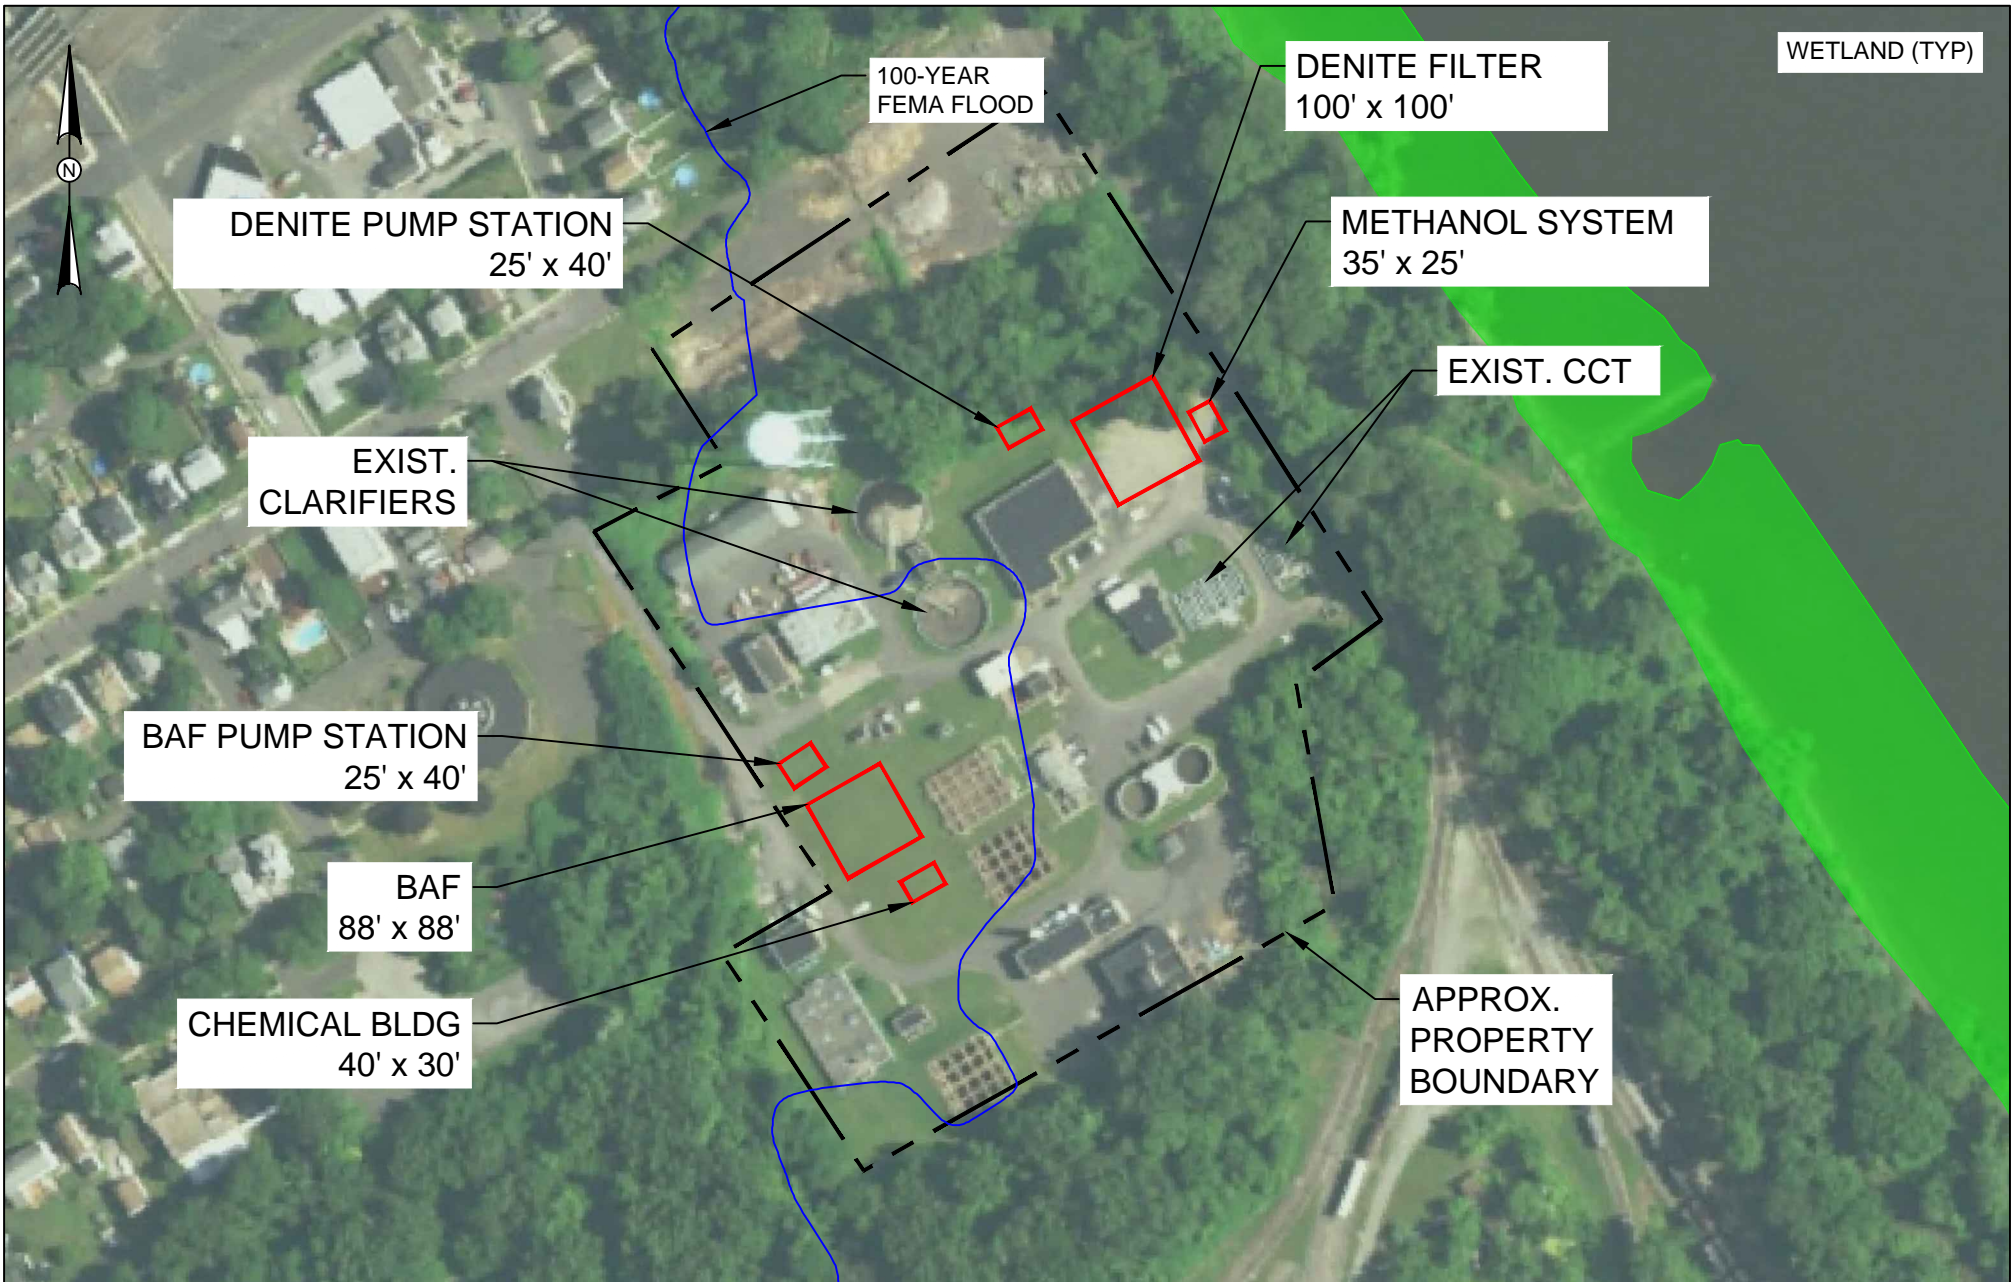 WETLAND (TYP)
100-YEAR
FEMA FLOOD
DENITE FILTER
100' x 100'
N
DENITE PUMP STATION
25' x 40'
METHANOL SYSTEM
35' x 25'
EXIST. CCT
EXIST.
CLARIFIERS
BAF PUMP STATION
25' x 40'
BAF
88' x 88'
CHEMICAL BLDG
40' x 30'
APPROX.
PROPERTY
BOUNDARY